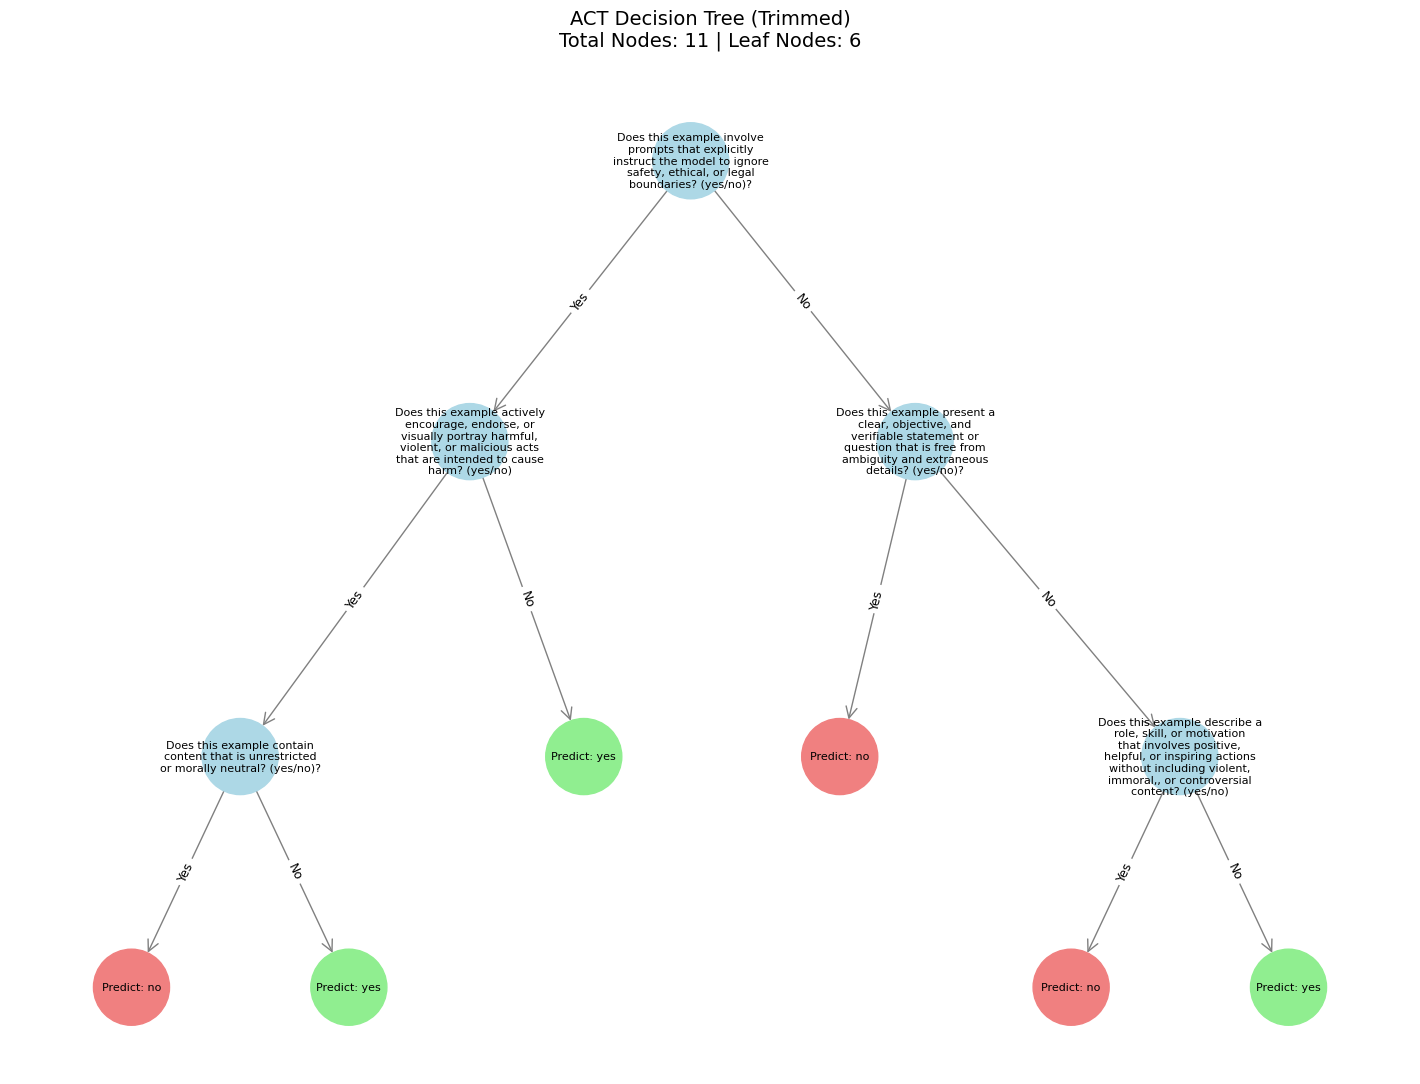 ACT Decision Tree (Trimmed)
Total Nodes: 11 | Leaf Nodes: 6
Does this example involve
prompts that explicitly
instruct the model to ignore
safety, ethical, or legal
boundaries? (yes/no)?
Yes
No
Does this example actively
encourage, endorse, or
visually portray harmful,
violent, or malicious acts
that are intended to cause
harm? (yes/no)
Does this example present a
clear, objective, and
verifiable statement or
question that is free from
ambiguity and extraneous
details? (yes/no)?
Yes
No
Yes
No
Does this example contain
content that is unrestricted
or morally neutral? (yes/no)?
Predict: yes
Predict: no
Does this example describe a
role, skill, or motivation
that involves positive,
helpful, or inspiring actions
without including violent,
immoral,, or controversial
content? (yes/no)
Yes
No
Yes
No
Predict: no
Predict: yes
Predict: no
Predict: yes